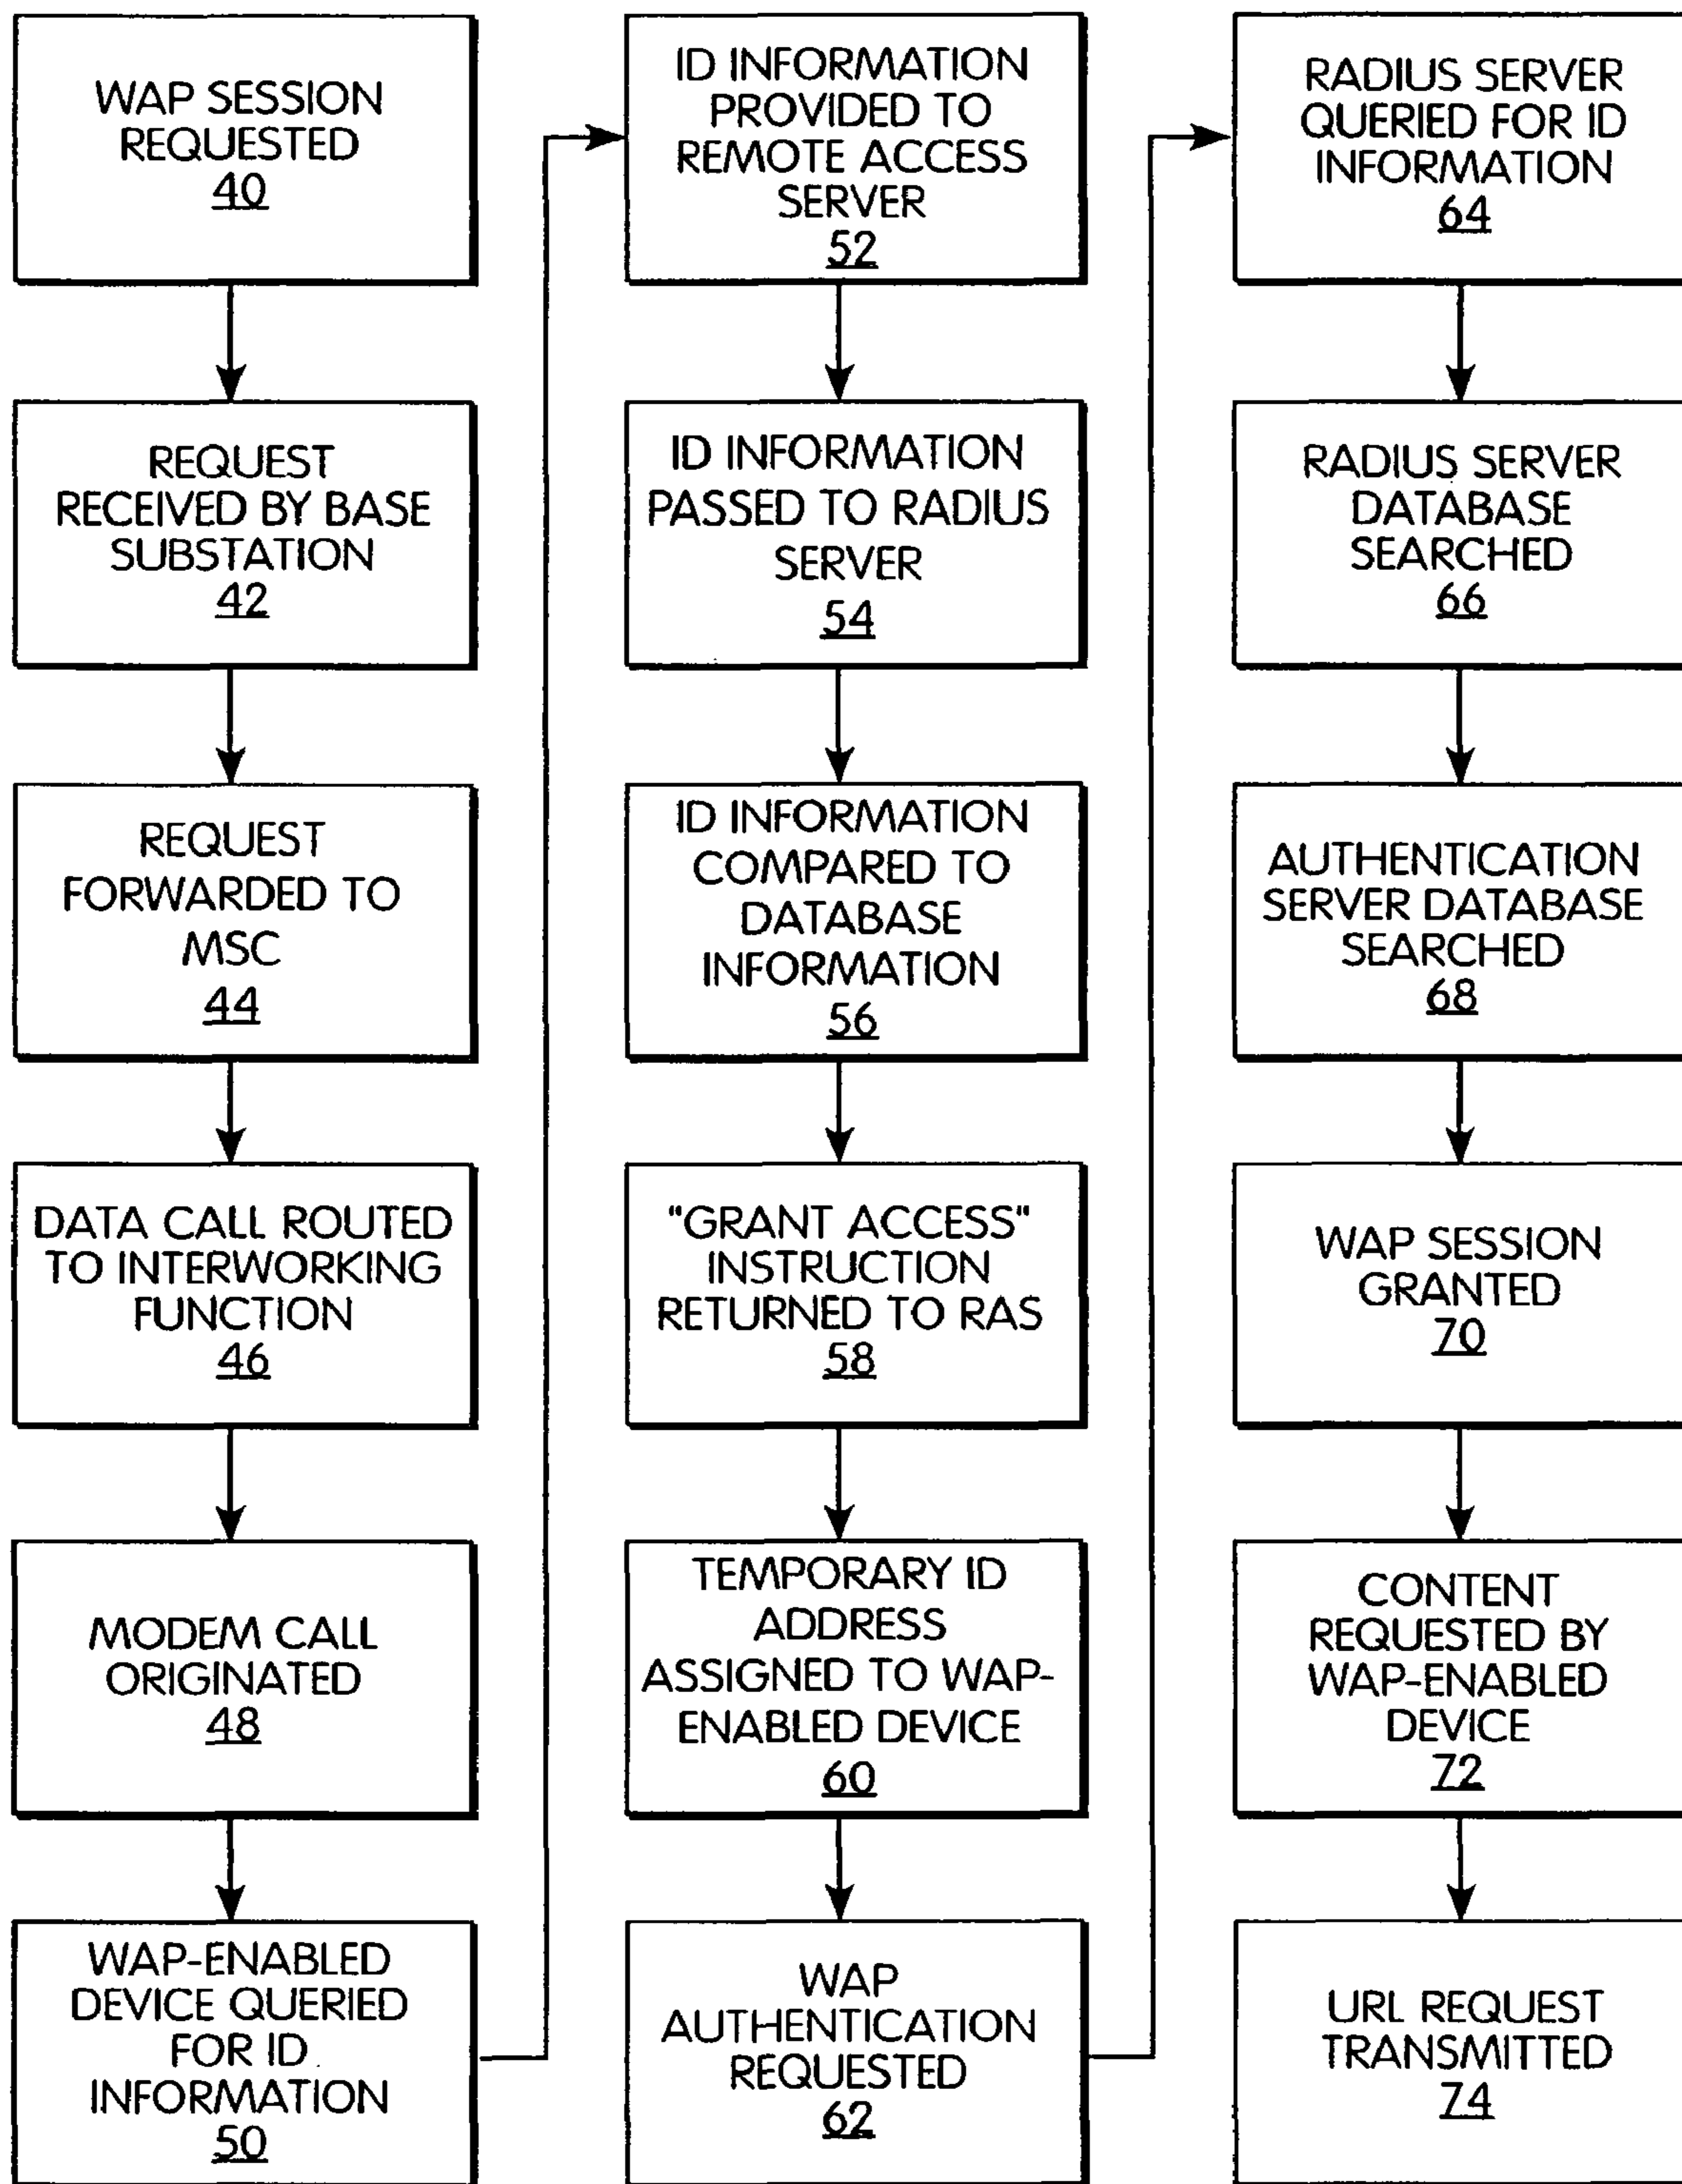 WAP SESSION
REQUESTED
40
REQUEST
RECEIVED BY BASE
SUBSTATION
42
REQUEST
FORWARDED TO
MSC
44
DATA CALL ROUTED
TO INTERWORKING
FUNCTION
46
MODEM CALL
ORIGINATED
48
WAP-ENABLED
DEVICE QUERIED
FOR ID
INFORMATION
50
ID INFORMATION
PROVIDED TO
REMOTE ACCESS
SERVER
52
ID INFORMATION
PASSED TO RADIUS
SERVER
54
ID INFORMATION
COMPARED TO
DATABASE
INFORMATION
56
"GRANT ACCESS"
INSTRUCTION
RETURNED TO RAS
58
TEMPORARY ID
ADDRESS
ASSIGNED TO WAP-
ENABLED DEVICE
60
WAP
AUTHENTICATION
REQUESTED
62
RADIUS SERVER
QUERIED FOR ID
INFORMATION
64
RADIUS SERVER
DATABASE
SEARCHED
66
AUTHENTICATION
SERVER DATABASE
SEARCHED
68
WAP SESSION
GRANTED
70
CONTENT
REQUESTED BY
WAP-ENABLED
DEVICE
72
URL REQUEST
TRANSMITTED
74